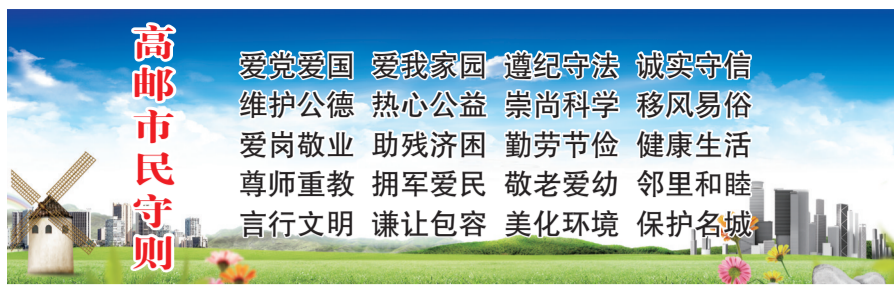 高邮市民守则
爱党爱国 爱我家园 遵纪守法 诚实守信
维护公德 热心公益 崇尚科学 移风易俗
爱岗敬业 助残济困 勤劳节俭 健康生活
尊师重教 拥军爱民 敬老爱幼 邻里和睦
言行文明 谦让包容 美化环境 保护名城